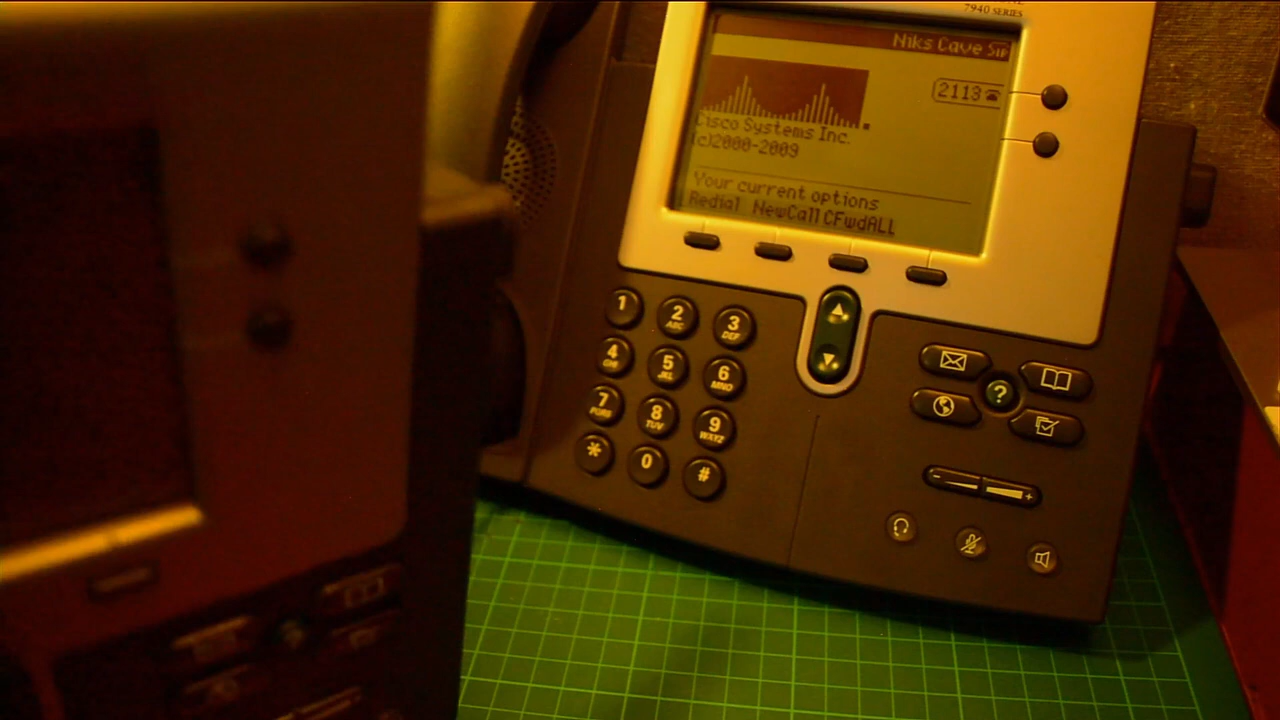 7940 SERIES
Niks Cave SIP
2113
Cisco Systems Inc.
(c)2000-2009
Your current options
Redial NewCall CFwdALL
1
2 ABC
3 DEF
4 GHI
5 JKL
6 MNO
7 PQRS
8 TUV
9 WXYZ
*
0
#
?
- +